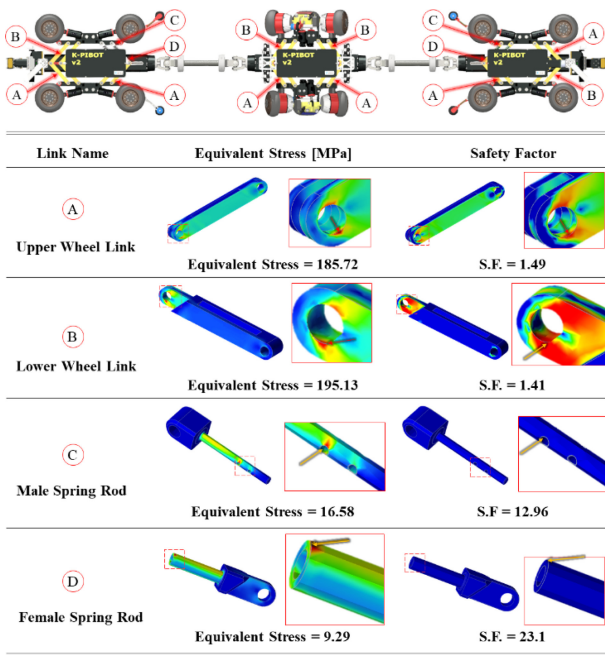 C
B
B
C
A
B
K-PIBOT
v2
D
K-PIBOT
v2
D
K-PIBOT
v2
A
A
A
A
A
B
Link Name Equivalent Stress [MPa] Safety Factor
A
Upper Wheel Link
Equivalent Stress = 185.72 S.F. = 1.49
B
Lower Wheel Link
Equivalent Stress = 195.13 S.F. = 1.41
C
Male Spring Rod
Equivalent Stress = 16.58 S.F = 12.96
D
Female Spring Rod
Equivalent Stress = 9.29 S.F. = 23.1